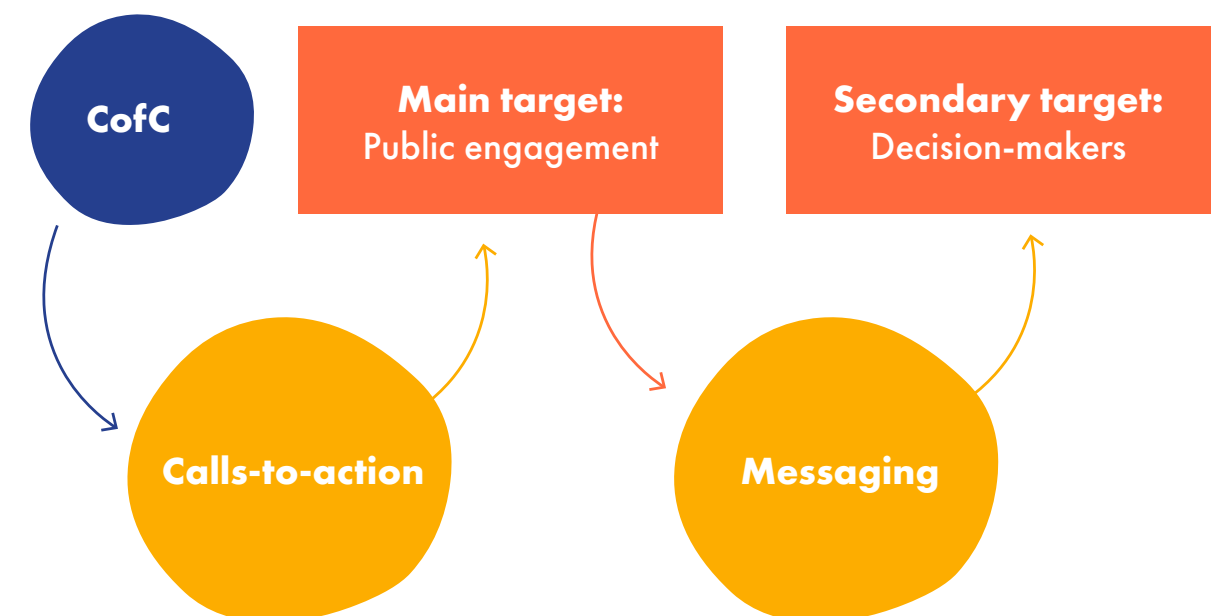 CofC
Main target:
Public engagement
Secondary target:
Decision-makers
Calls-to-action
Messaging